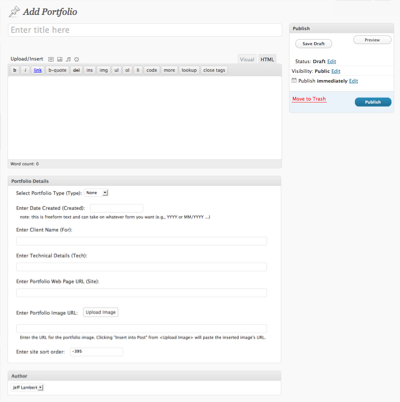 Add Portfolio
Enter title here
Upload/Insert
Visual
HTML
b
i
link
b-quote
del
ins
img
ul
ol
li
code
more
lookup
close tags
Word count: 0
Publish
Save Draft
Preview
Status: Draft Edit
Visibility: Public Edit
Publish immediately Edit
Move to Trash
Publish
Portfolio Details
Select Portfolio Type (Type): None
Enter Date Created (Created):
note: this is freeform text and can take on whatever form you want (e.g., YYYY or MM/YYYY ...)
Enter Client Name (For):
Enter Technical Details (Tech):
Enter Portfolio Web Page URL (Site):
Enter Portfolio Image URL: Upload Image
Enter the URL for the portfolio image. Clicking "Insert into Post" from <Upload Image> will paste the inserted image's URL.
Enter site sort order: -395
Author
Jeff Lambert